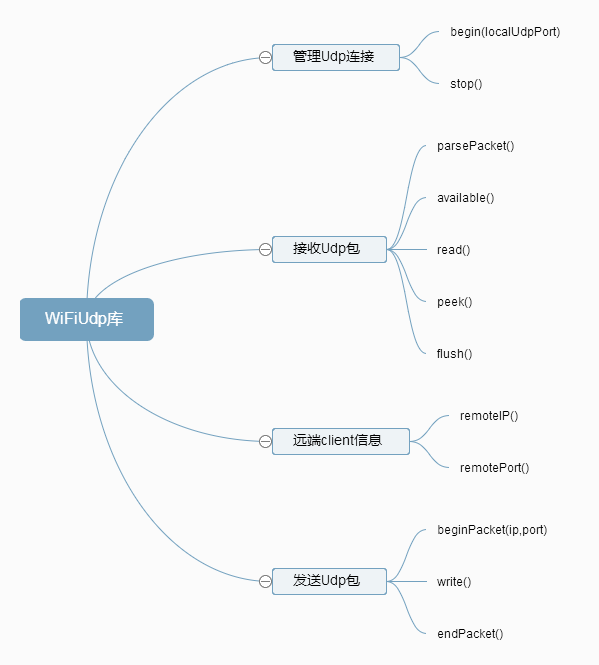 WiFiUdp库
管理Udp连接
begin(localUdpPort)
stop()
接收Udp包
parsePacket()
available()
read()
peek()
flush()
远端client信息
remoteIP()
remotePort()
发送Udp包
beginPacket(ip,port)
write()
endPacket()